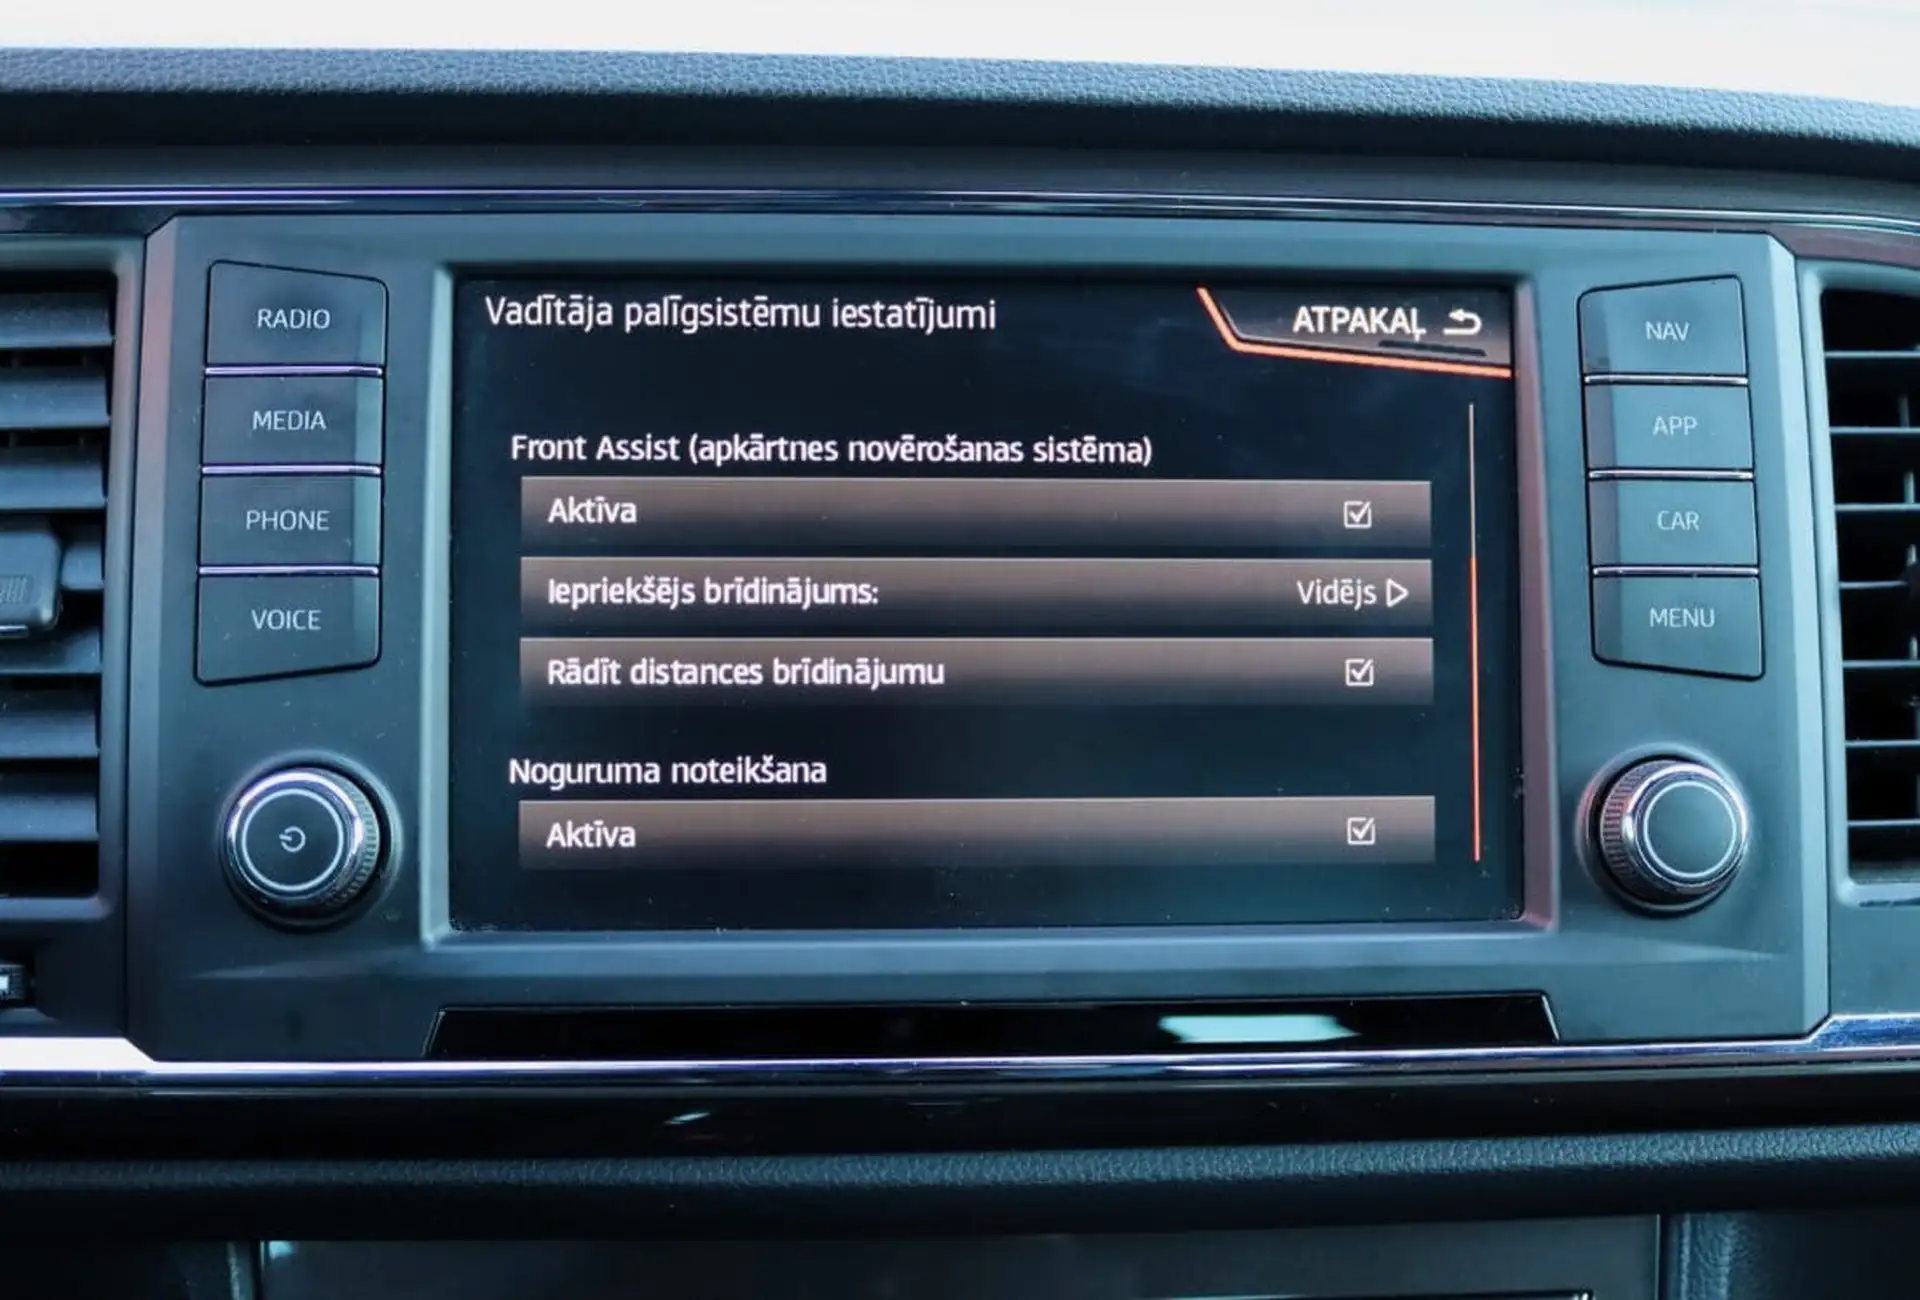 RADIO
MEDIA
PHONE
VOICE
Vadītāja palīgsistēmu iestatījumi
ATPAKAĻ
Front Assist (apkārtnes novērošanas sistēma)
Aktīva
Iepriekšējs brīdinājums: Vidējs
Rādīt distances brīdinājumu
Noguruma noteikšana
Aktīva
NAV
APP
CAR
MENU